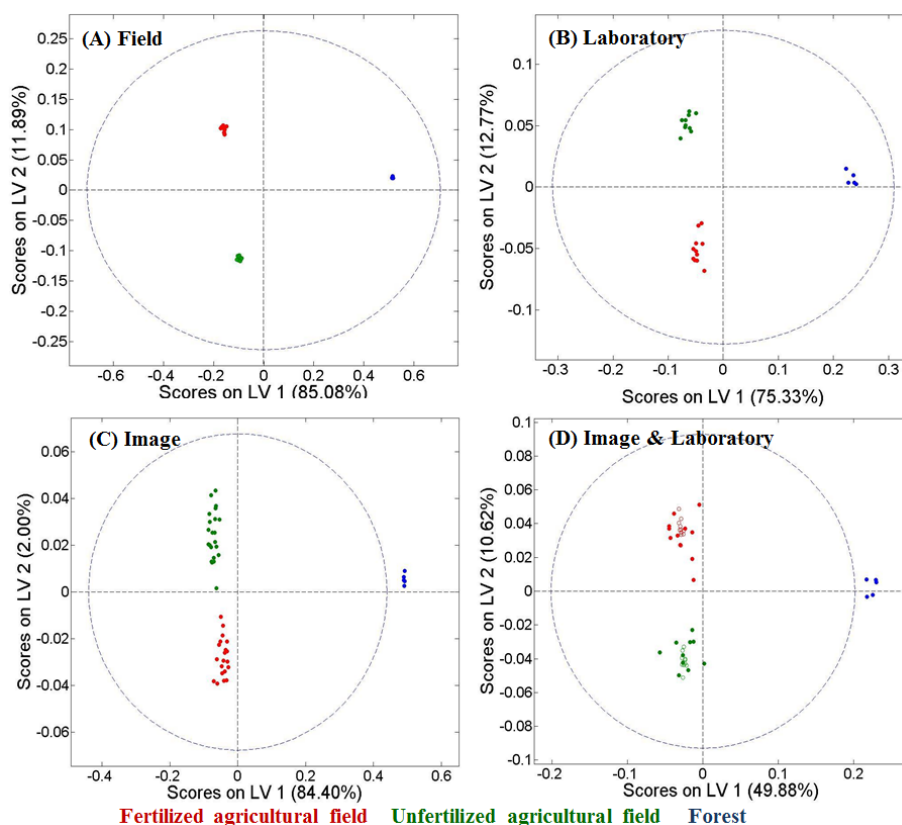 (A) Field
Scores on LV 2 (11.89%)
0.25
0.2
0.15
0.1
0.05
0
-0.05
-0.1
-0.15
-0.2
-0.25
-0.6 -0.4 -0.2 0 0.2 0.4 0.6
Scores on LV 1 (85.08%)
(B) Laboratory
Scores on LV 2 (12.77%)
0.1
0.05
0
-0.05
-0.1
-0.3 -0.2 -0.1 0 0.1 0.2 0.3
Scores on LV 1 (75.33%)
(C) Image
Scores on LV 2 (2.00%)
0.06
0.04
0.02
0
-0.02
-0.04
-0.06
-0.4 -0.2 0 0.2 0.4 0.6
Scores on LV 1 (84.40%)
(D) Image & Laboratory
Scores on LV 2 (10.62%)
0.1
0.08
0.06
0.04
0.02
0
-0.02
-0.04
-0.06
-0.08
-0.1
-0.2 -0.1 0 0.1 0.2
Scores on LV 1 (49.88%)
Fertilized agricultural field Unfertilized agricultural field Forest